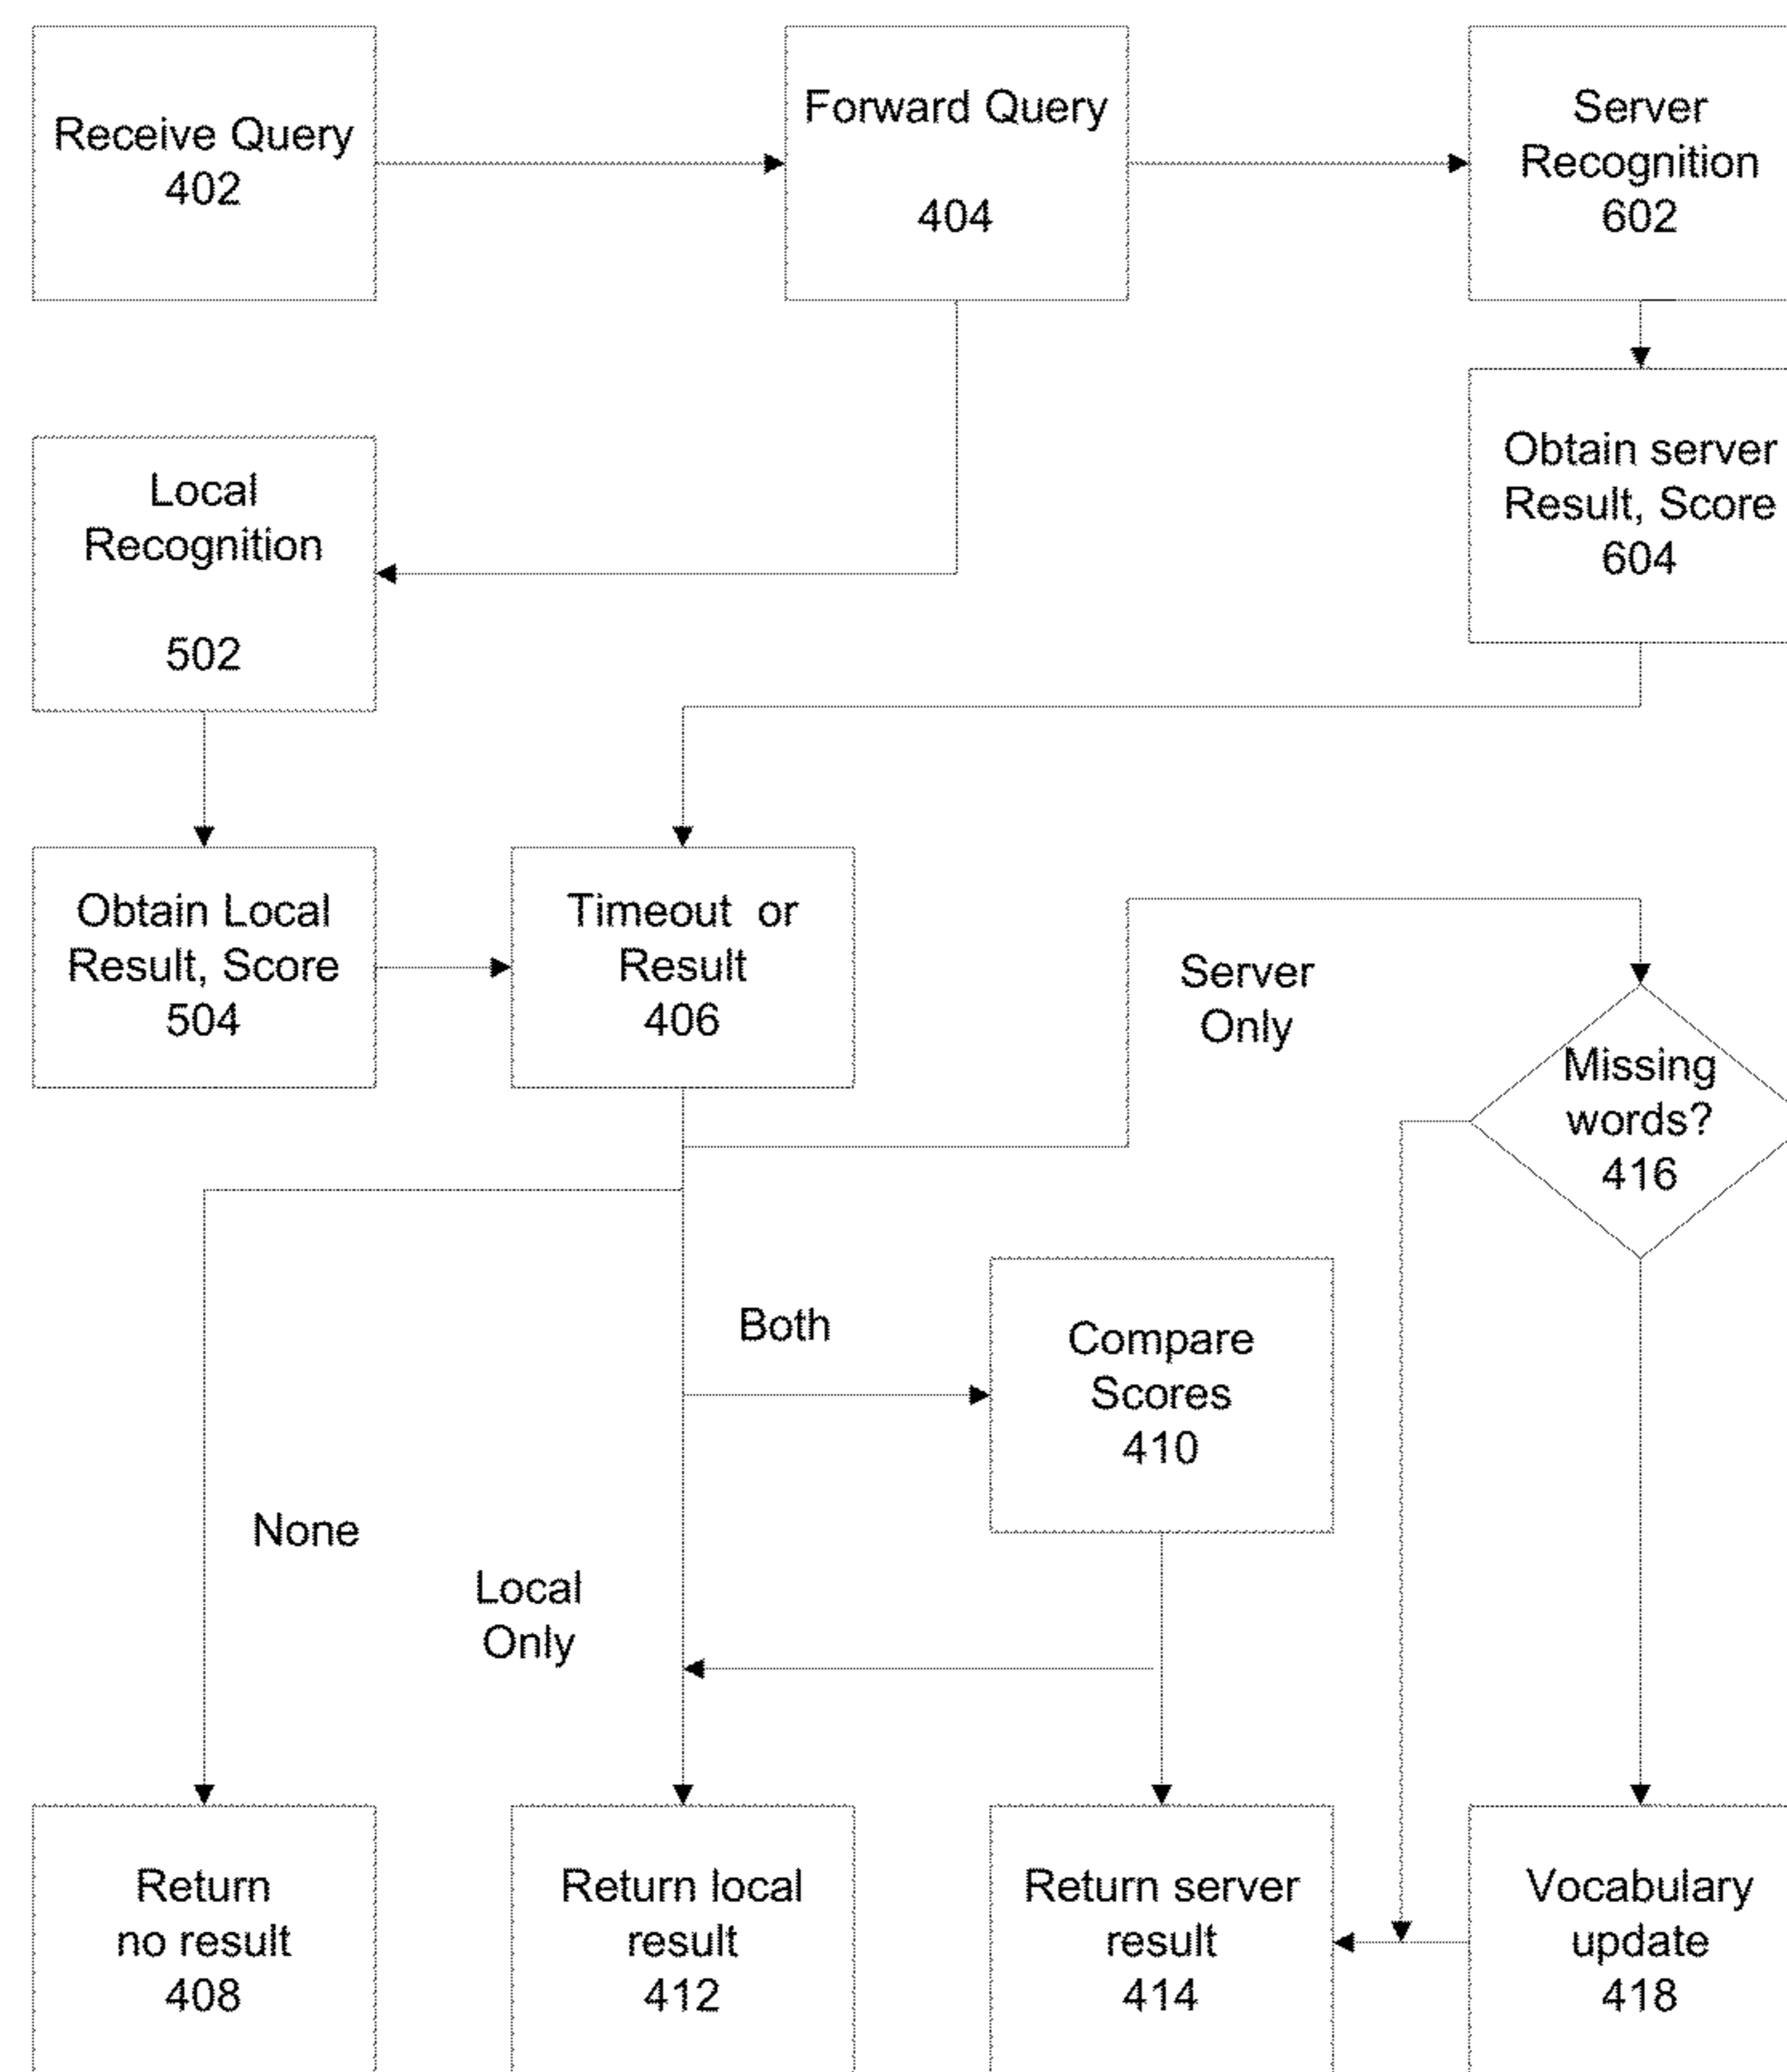 Receive Query
402
Forward Query
404
Server
Recognition
602
Local
Recognition
502
Obtain server
Result, Score
604
Obtain Local
Result, Score
504
Timeout or
Result
406
Server
Only
Missing
words?
416
Both
Compare
Scores
410
None
Local
Only
Return
no result
408
Return local
result
412
Return server
result
414
Vocabulary
update
418